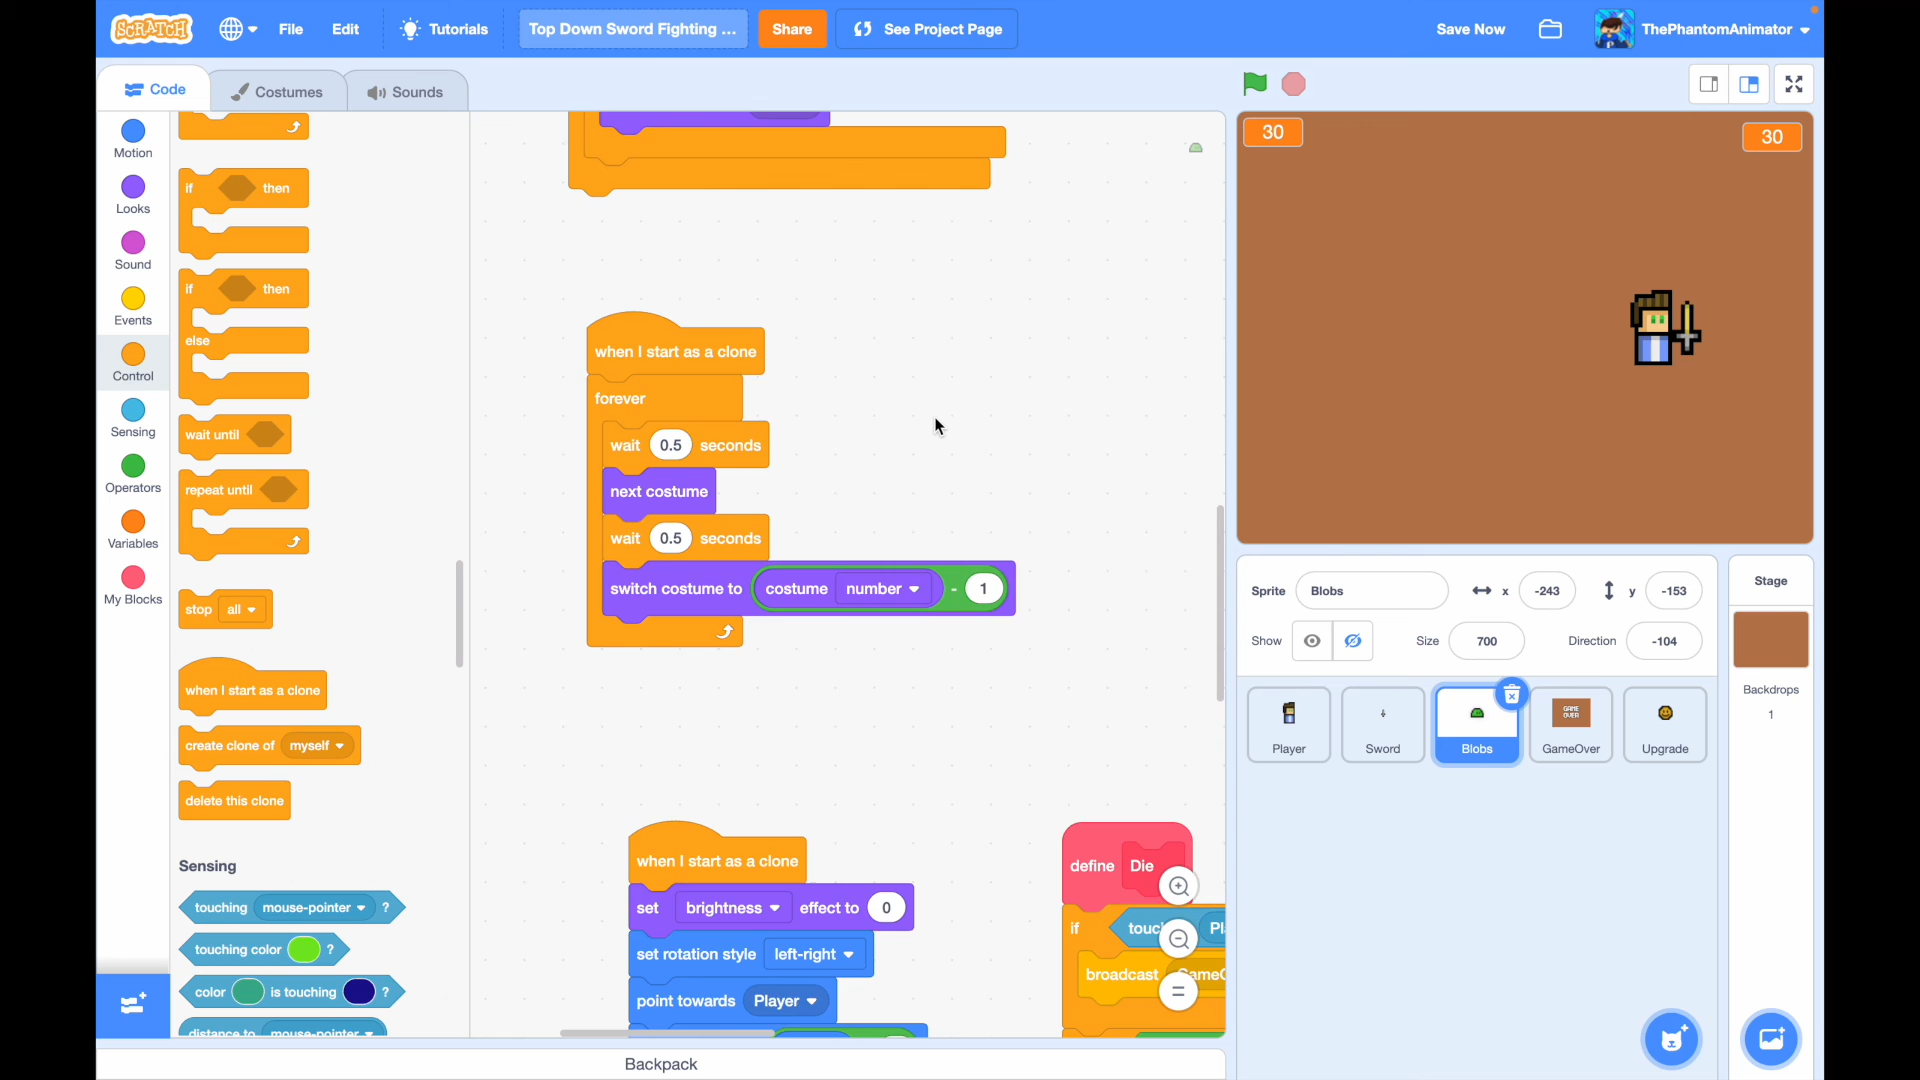 SCRATCH
File
Edit
Tutorials
Top Down Sword Fighting ...
Share
See Project Page
Save Now
ThePhantomAnimator
Code
Costumes
Sounds
Motion
Looks
Sound
Events
Control
Sensing
Operators
Variables
My Blocks
if then
if then
else
wait until
repeat until
stop all
when I start as a clone
create clone of myself
delete this clone
Sensing
touching mouse-pointer ?
touching color ?
color is touching ?
distance to mouse-pointer
when I start as a clone
forever
wait 0.5 seconds
next costume
wait 0.5 seconds
switch costume to costume number - 1
when I start as a clone
set brightness effect to 0
set rotation style left-right
point towards Player
define Die
if
broadcast
Backpack
30
30
Sprite Blobs x -243 y -153
Show Size 700 Direction -104
Player
Sword
Blobs
GAME
OVER
GameOver
Upgrade
Stage
Backdrops
1